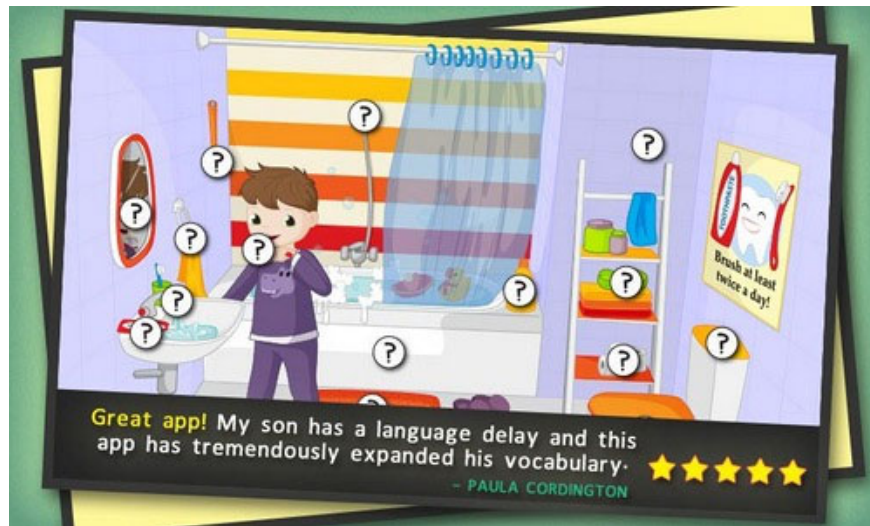 ?
?
?
?
TOOTHPASTE
?
?
Brush at least
twice a day!
?
?
?
?
?
?
?
?
Great app! My son has a language delay and this
app has tremendously expanded his vocabulary.
– PAULA CORDINGTON